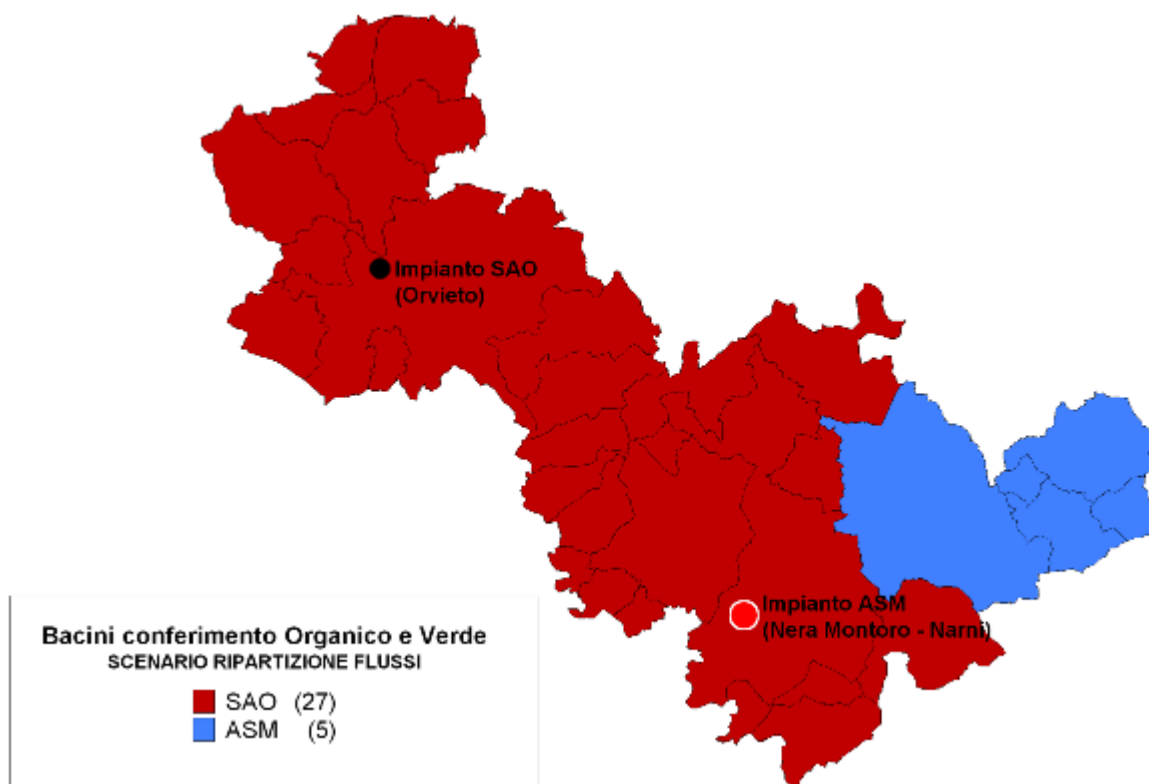 Impianto SAO
(Orvieto)
Impianto ASM
(Nera Montoro - Narni)
Bacini conferimento Organico e Verde
SCENARIO RIPARTIZIONE FLUSSI
SAO (27)
ASM (5)